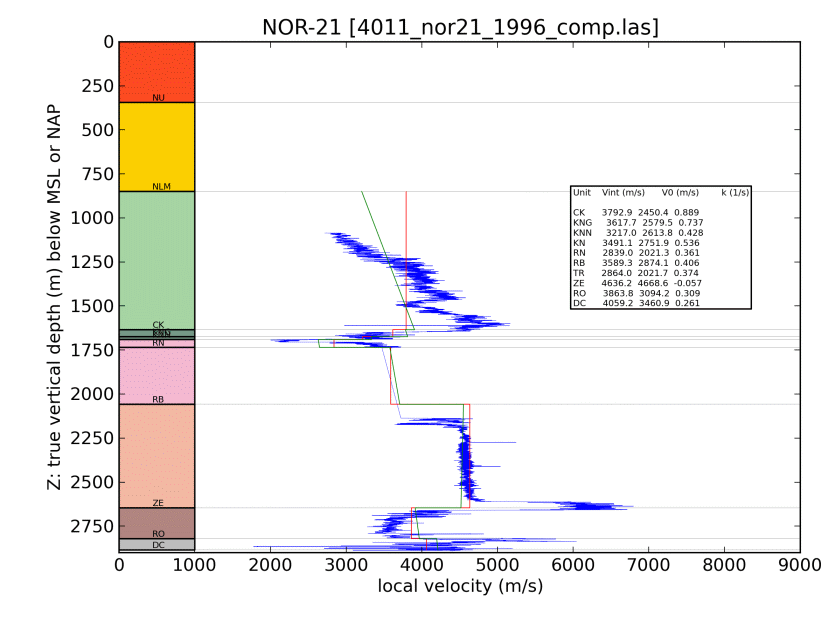 NOR-21 [4011_nor21_1996_comp.las]
Z: true vertical depth (m) below MSL or NAP
0
250
500
750
1000
1250
1500
1750
2000
2250
2500
2750
NU
NLM
CK
RN
RB
ZE
RO
DC
Unit Vint (m/s) V0 (m/s) k (1/s)
CK 3792.9 2450.4 0.889
KNG 3617.7 2579.5 0.737
KNN 3217.0 2613.8 0.428
KN 3491.1 2751.9 0.536
RN 2839.0 2021.3 0.361
RB 3589.3 2874.1 0.406
TR 2864.0 2021.7 0.374
ZE 4636.2 4668.6 -0.057
RO 3863.8 3094.2 0.309
DC 4059.2 3460.9 0.261
0 1000 2000 3000 4000 5000 6000 7000 8000 9000
local velocity (m/s)